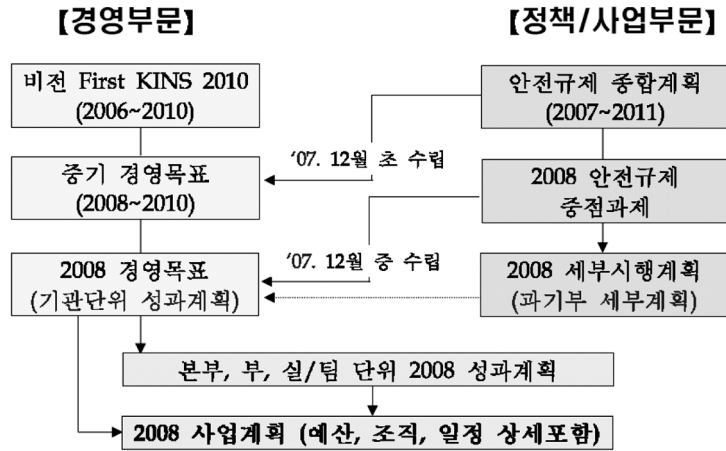 【경영부문】
【정책/사업부문】
비전 First KINS 2010
(2006~2010)
안전규제 종합계획
(2007~2011)
'07. 12월 초 수립
중기 경영목표
(2008~2010)
2008 안전규제
중점과제
'07. 12월 중 수립
2008 경영목표
(기관단위 성과계획)
2008 세부시행계획
(과기부 세부계획)
본부, 부, 실/팀 단위 2008 성과계획
2008 사업계획 (예산, 조직, 일정 상세포함)